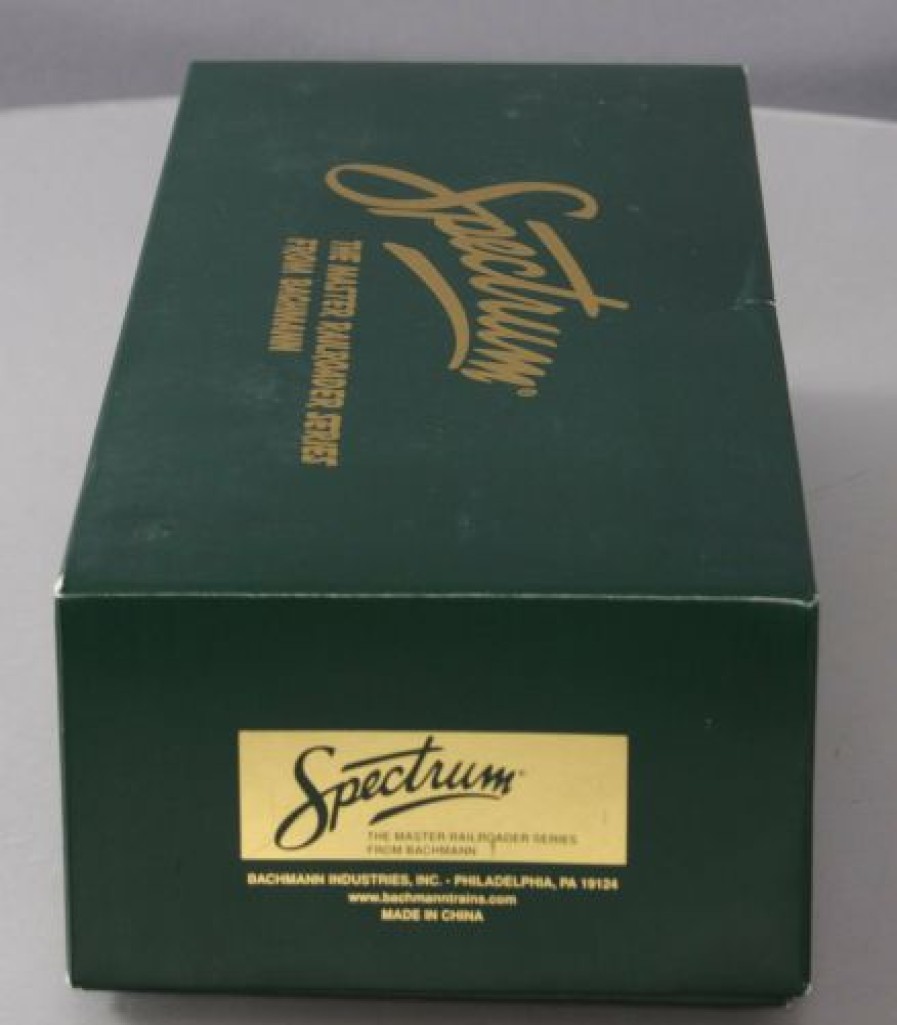 Spectrum®
THE MASTER RAILROADER SERIES
FROM BACHMANN
Spectrum®
THE MASTER RAILROADER SERIES
FROM BACHMANN
BACHMANN INDUSTRIES, INC. • PHILADELPHIA, PA 19124
www.bachmanntrains.com
MADE IN CHINA